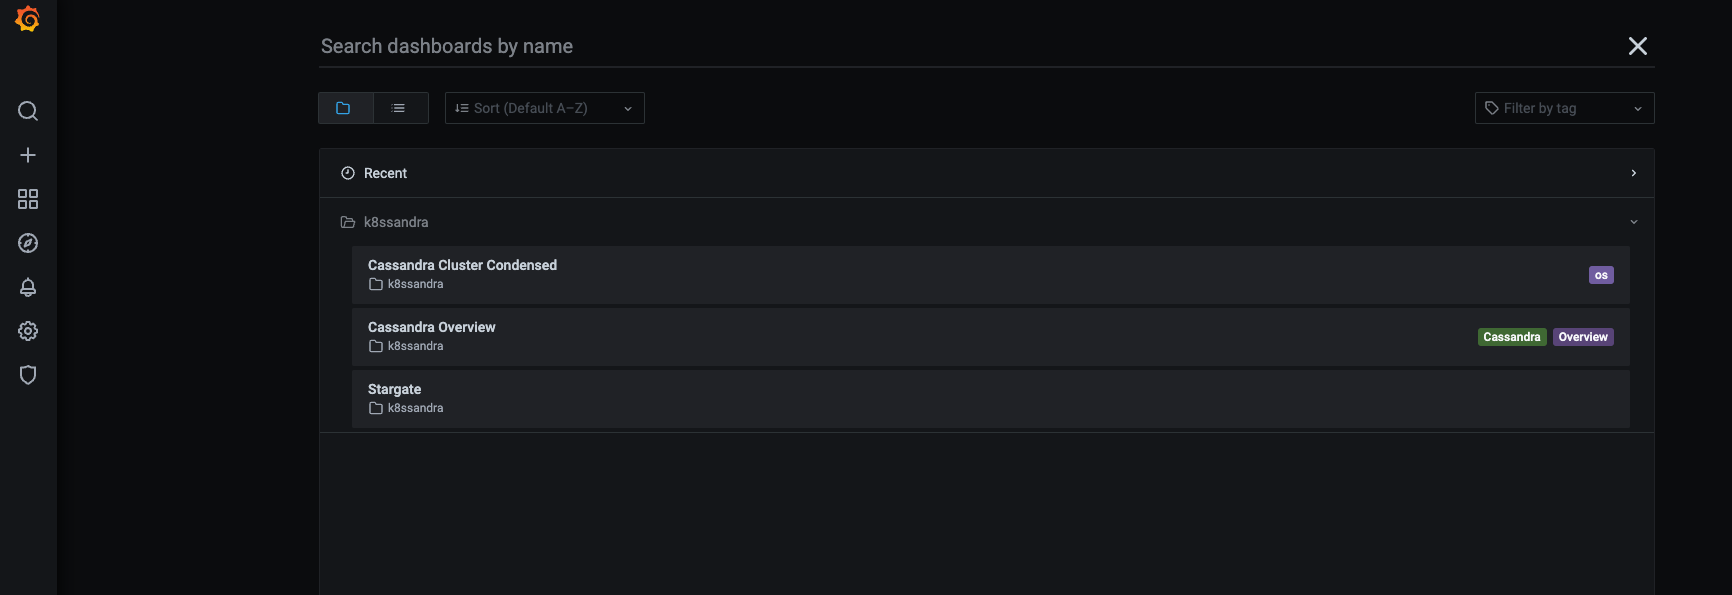 Search dashboards by name
Sort (Default A–Z)
Filter by tag
Recent
k8ssandra
Cassandra Cluster Condensed
k8ssandra
os
Cassandra Overview
k8ssandra
Cassandra Overview
Stargate
k8ssandra